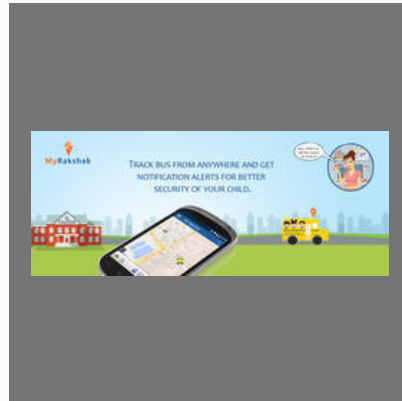 MyRakshak
TRACK BUS FROM ANYWHERE AND GET
NOTIFICATION ALERTS FOR BETTER
SECURITY OF YOUR CHILD..